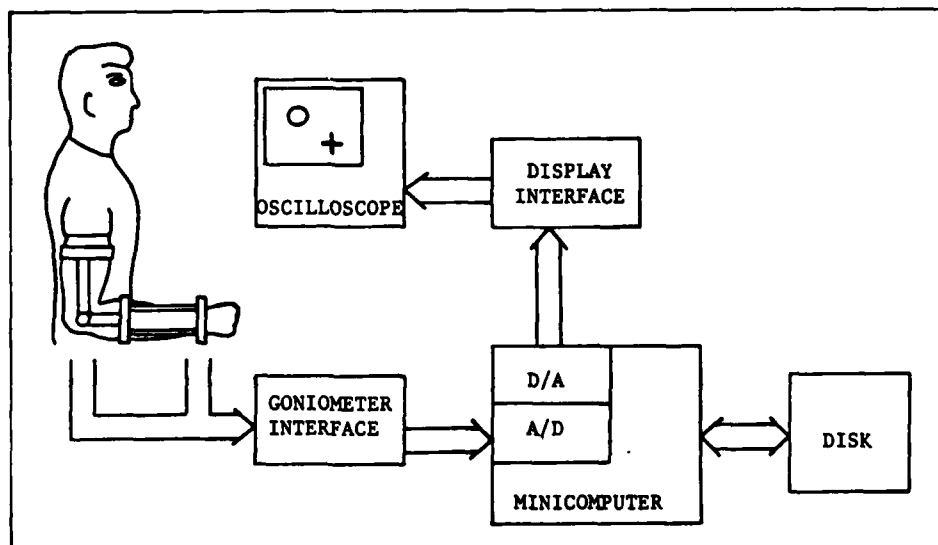 OSCILLOSCOPE
DISPLAY
INTERFACE
GONIOMETER
INTERFACE
D/A
A/D
MINICOMPUTER
DISK